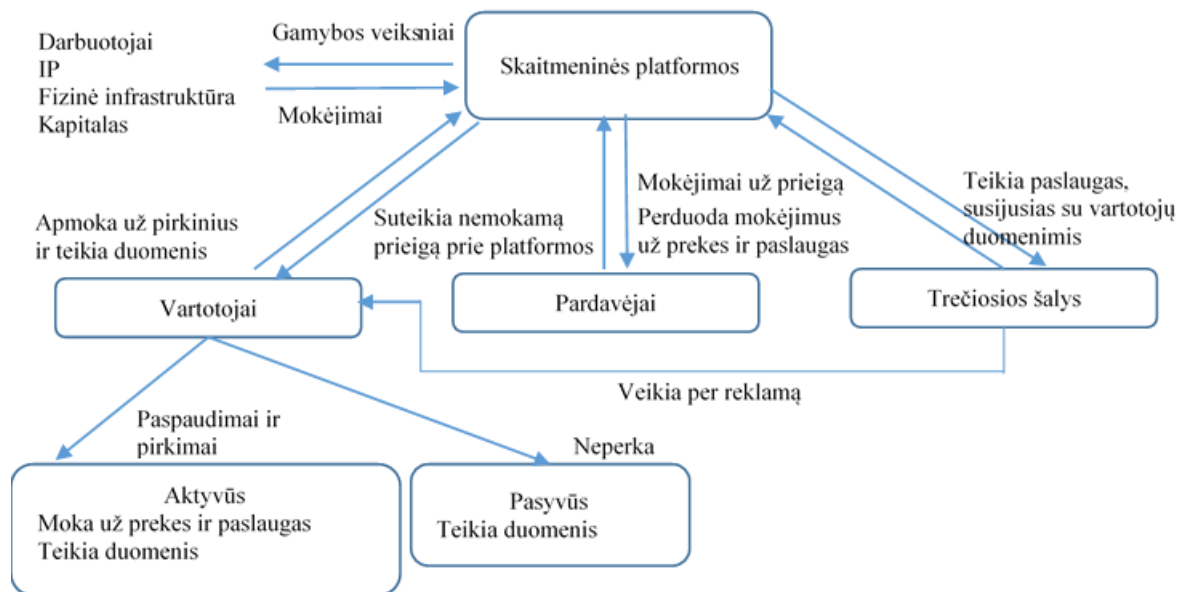 Gamybos veiksniai
Darbuotojai
IP
Fizinė infrastruktūra
Kapitalas
Mokėjimai
Skaitmeninės platformos
Apmoka už pirkinius
ir teikia duomenis
Suteikia nemokamą
prieigą prie platformos
Mokėjimai už prieigą
Perduoda mokėjimus
už prekes ir paslaugas
Teikia paslaugas,
susijusias su vartotojų
duomenimis
Vartotojai
Pardavėjai
Trečiosios šalys
Veikia per reklamą
Paspaudimai ir
pirkimai
Neperka
Aktyvūs
Moka už prekes ir paslaugas
Teikia duomenis
Pasyvūs
Teikia duomenis